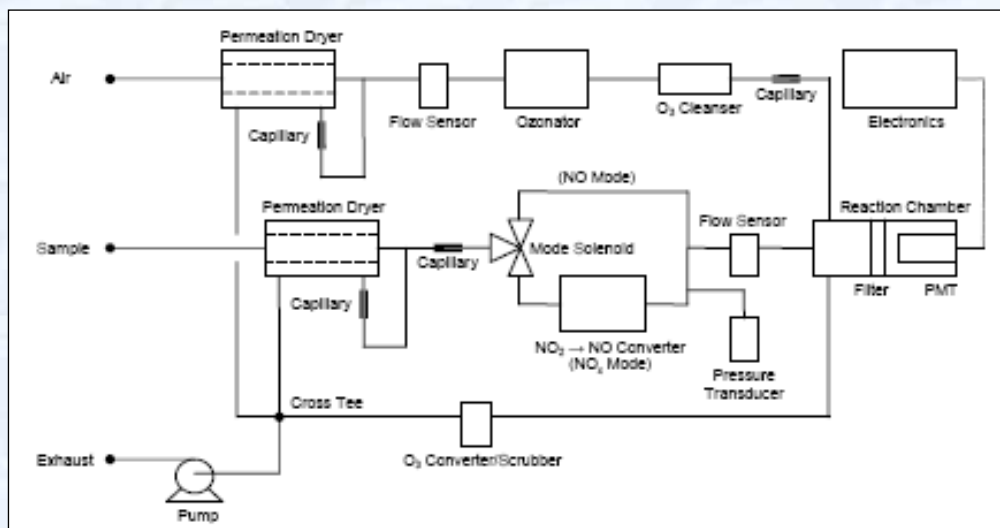 Permeation Dryer
Air
Capillary
Flow Sensor
Ozonator
O₃ Cleanser
Capillary
Electronics
(NO Mode)
Permeation Dryer
Flow Sensor
Reaction Chamber
Sample
Capillary
Mode Solenoid
Capillary
Filter
PMT
NO₂ → NO Converter
(NOₓ Mode)
Pressure
Transducer
Cross Tee
Exhaust
O₃ Converter/Scrubber
Pump